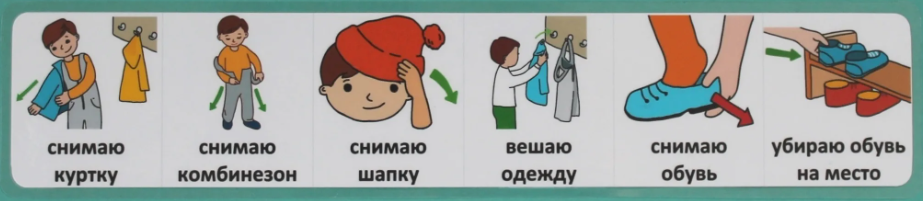 снимаю
куртку
снимаю
комбинезон
снимаю
шапку
вешаю
одежду
снимаю
обувь
убираю обувь
на место